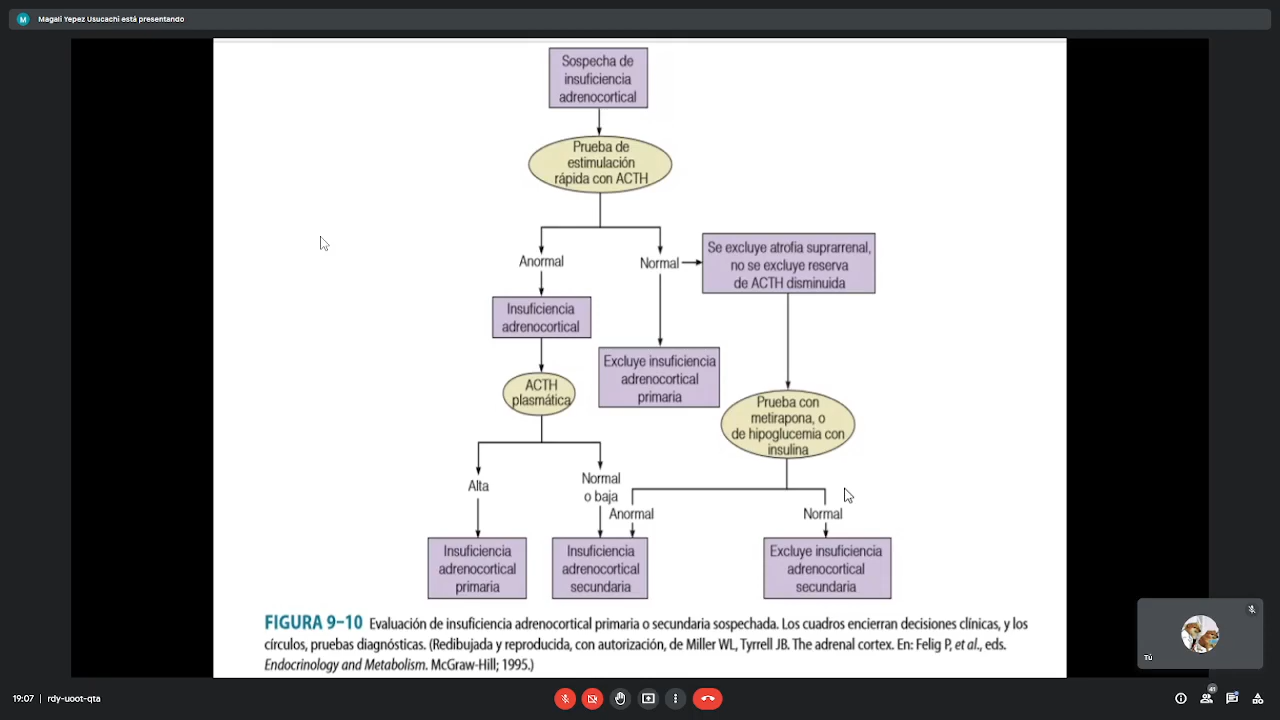 M
Magali Yepez Usucachi está presentando
Sospecha de
insuficiencia
adrenocortical
Prueba de
estimulación
rápida con ACTH
Anormal
Normal
Se excluye atrofia suprarrenal,
no se excluye reserva
de ACTH disminuida
Insuficiencia
adrenocortical
Excluye insuficiencia
adrenocortical
primaria
ACTH
plasmática
Prueba con
metirapona, o
de hipoglucemia con
insulina
Alta
Normal
o baja
Anormal
Normal
Insuficiencia
adrenocortical
primaria
Insuficiencia
adrenocortical
secundaria
Excluye insuficiencia
adrenocortical
secundaria
FIGURA 9–10 Evaluación de insuficiencia adrenocortical primaria o secundaria sospechada. Los cuadros encierran decisiones clínicas, y los
círculos, pruebas diagnósticas. (Redibujada y reproducida, con autorización, de Miller WL, Tyrrell JB. The adrenal cortex. En: Felig P, et al., eds.
Endocrinology and Metabolism. McGraw-Hill; 1995.)
Tú
19:07 rdy-uoot-qta
41